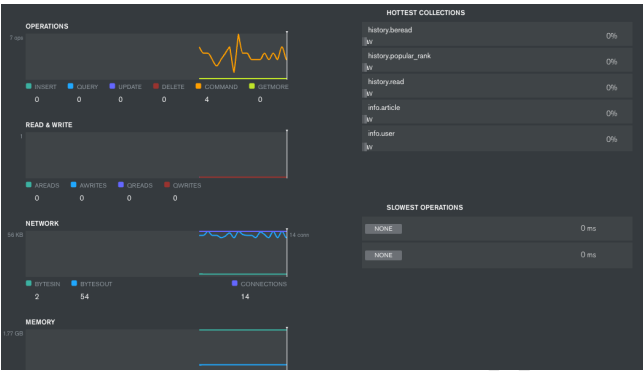 OPERATIONS
7 ops
INSERT QUERY UPDATE DELETE COMMAND GETMORE
0 0 0 0 4 0
READ & WRITE
1
AREADS AWRITES QREADS QWRITES
0 0 0 0
NETWORK
56 KB
14 conn
BYTESIN BYTESOUT CONNECTIONS
2 54 14
MEMORY
1.77 GB
HOTTEST COLLECTIONS
history.beread
0%
history.popular_rank
0%
history.read
0%
info.article
0%
info.user
0%
SLOWEST OPERATIONS
NONE 0 ms
NONE 0 ms